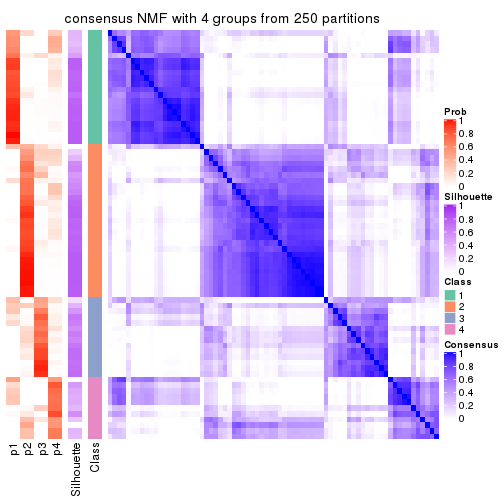 consensus NMF with 4 groups from 250 partitions
p1
p2
p3
p4
Silhouette
Class
Prob
1
0.8
0.6
0.4
0.2
0
Silhouette
1
0.8
0.6
0.4
0.2
0
Class
1
2
3
4
Consensus
1
0.8
0.6
0.4
0.2
0